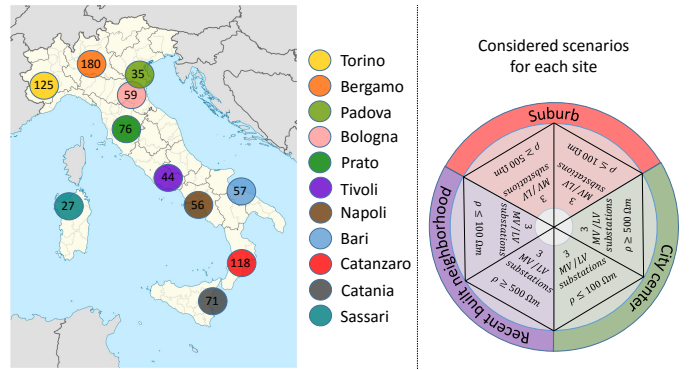 180
35
125
59
76
44
57
56
27
118
71
Torino
Bergamo
Padova
Bologna
Prato
Tivoli
Napoli
Bari
Catanzaro
Catania
Sassari
Considered scenarios
for each site
Suburb
City center
Recent built neighborhood
ρ ≥ 500 Ωm
3
MV/LV
substations
ρ ≤ 100 Ωm
3
MV/LV
substations
ρ ≥ 500 Ωm
3
MV/LV
substations
ρ ≤ 100 Ωm
3
MV/LV
substations
ρ ≥ 500 Ωm
3
MV/LV
substations
ρ ≤ 100 Ωm
3
MV/LV
substations